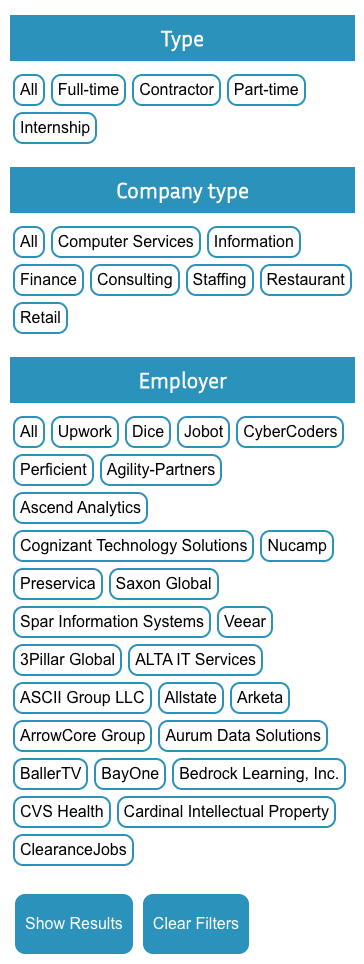 Type
All Full-time Contractor Part-time
Internship
Company type
All Computer Services Information
Finance Consulting Staffing Restaurant
Retail
Employer
All Upwork Dice Jobot CyberCoders
Perficient Agility-Partners
Ascend Analytics
Cognizant Technology Solutions Nucamp
Preservica Saxon Global
Spar Information Systems Veear
3Pillar Global ALTA IT Services
ASCII Group LLC Allstate Arketa
ArrowCore Group Aurum Data Solutions
BallerTV BayOne Bedrock Learning, Inc.
CVS Health Cardinal Intellectual Property
ClearanceJobs
Show Results Clear Filters